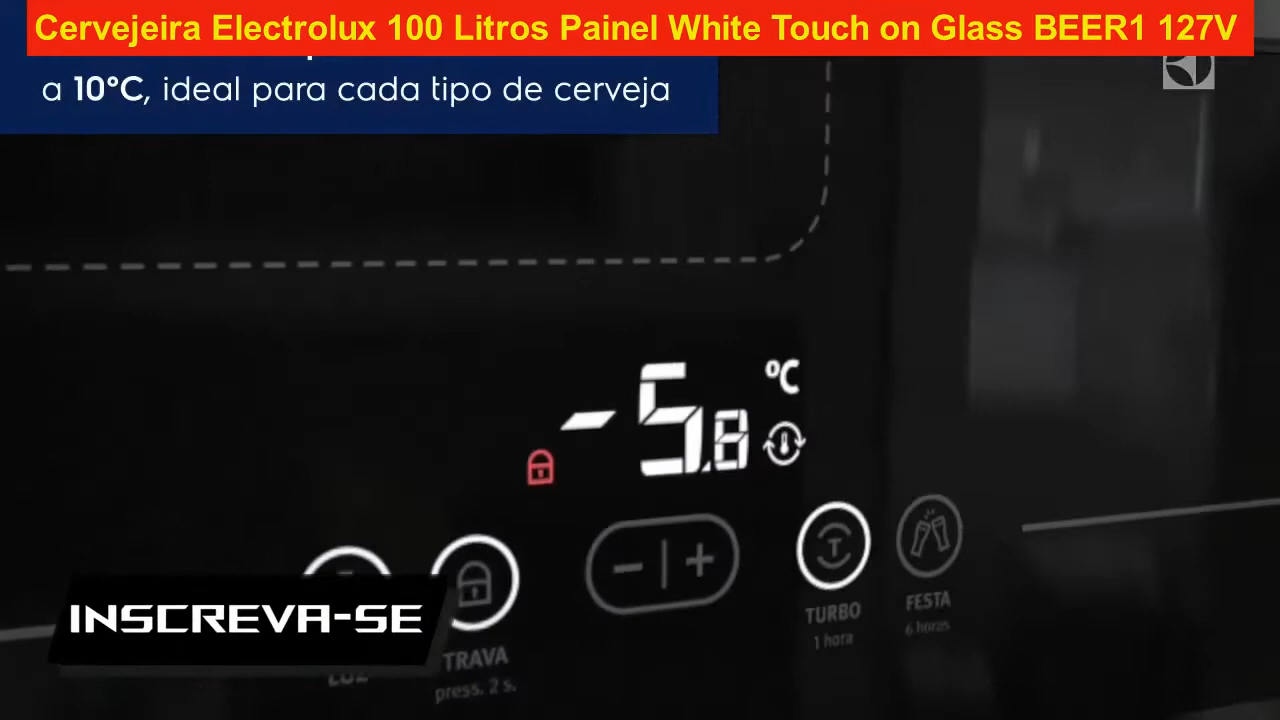 Cervejeira Electrolux 100 Litros Painel White Touch on Glass BEER1 127V
a 10°C, ideal para cada tipo de cerveja
-5.8 °C
TURBO
1 hora
FESTA
6 horas
INSCREVA-SE
TRAVA
press. 2 s.